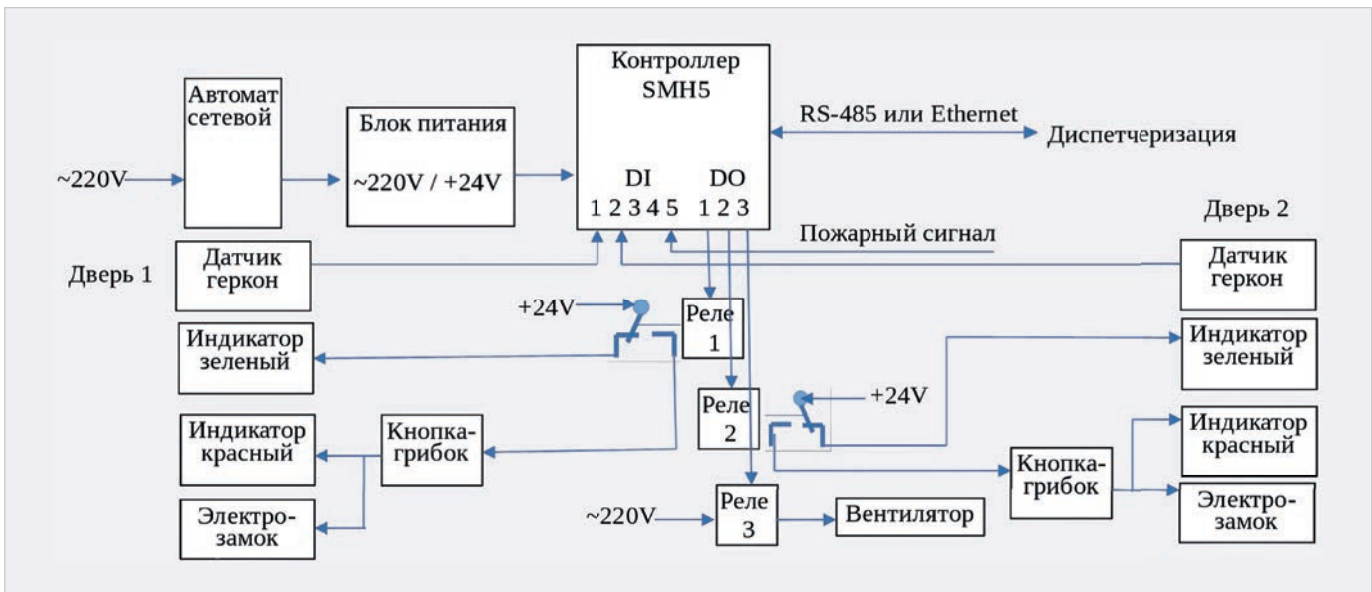 Контроллер
SMH5
Автомат
сетевой
Блок питания
~220V / +24V
~220V
RS-485 или Ethernet
Диспетчеризация
DI DO
1 2 3 4 5 1 2 3
Дверь 2
Пожарный сигнал
Дверь 1
Датчик
геркон
Датчик
геркон
+24V
Реле
1
Индикатор
зеленый
Индикатор
зеленый
Реле
2
+24V
Индикатор
красный
Кнопка-
грибок
Индикатор
красный
Кнопка-
грибок
Электро-
замок
~220V
Реле
3
Вентилятор
Электро-
замок